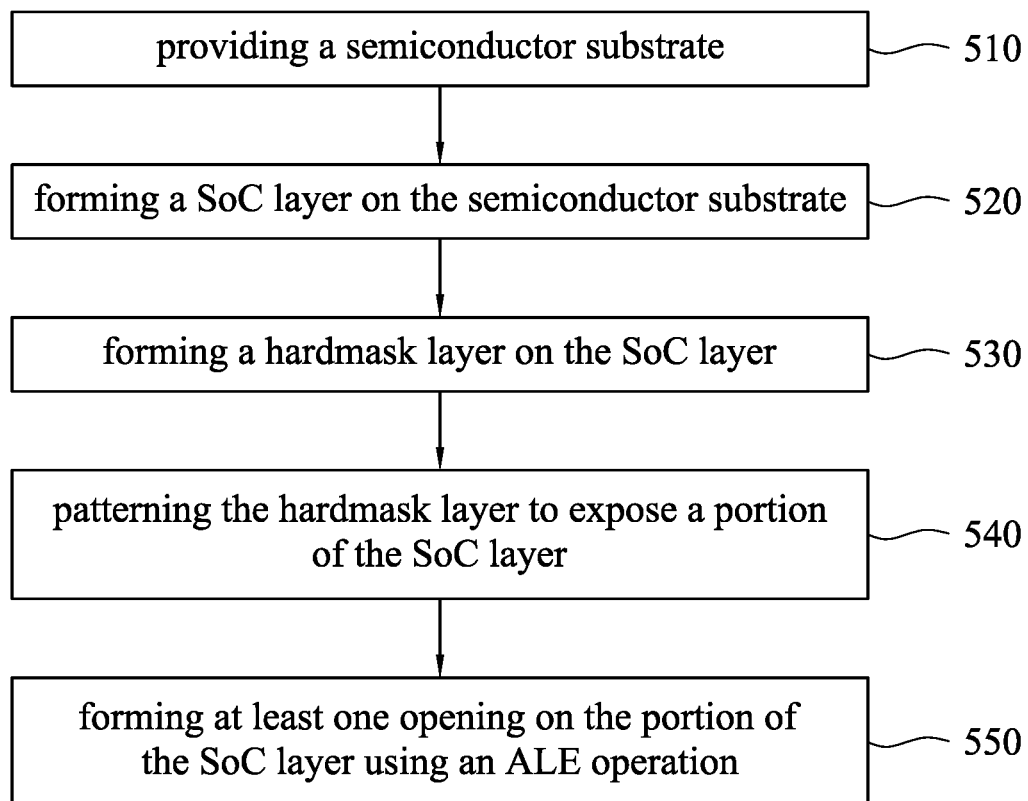 providing a semiconductor substrate
510
forming a SoC layer on the semiconductor substrate
520
forming a hardmask layer on the SoC layer
530
patterning the hardmask layer to expose a portion
of the SoC layer
540
forming at least one opening on the portion of
the SoC layer using an ALE operation
550